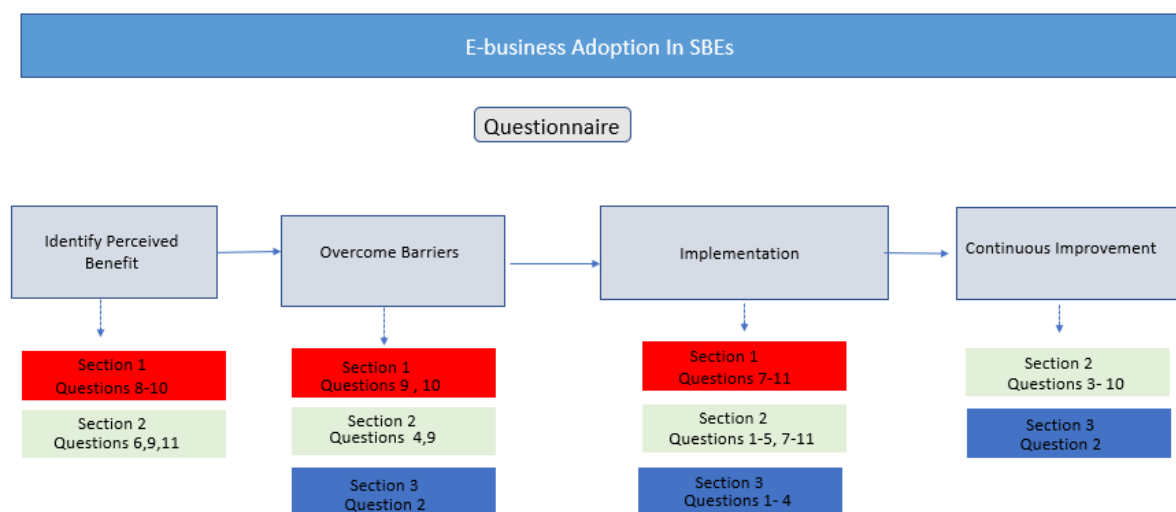 E-business Adoption In SBEs
Questionnaire
Identify Perceived
Benefit
Overcome Barriers
Implementation
Continuous Improvement
Section 1
Questions 8-10
Section 2
Questions 6,9,11
Section 1
Questions 9 , 10
Section 2
Questions 4,9
Section 3
Question 2
Section 1
Questions 7-11
Section 2
Questions 1-5, 7-11
Section 3
Questions 1- 4
Section 2
Questions 3- 10
Section 3
Question 2